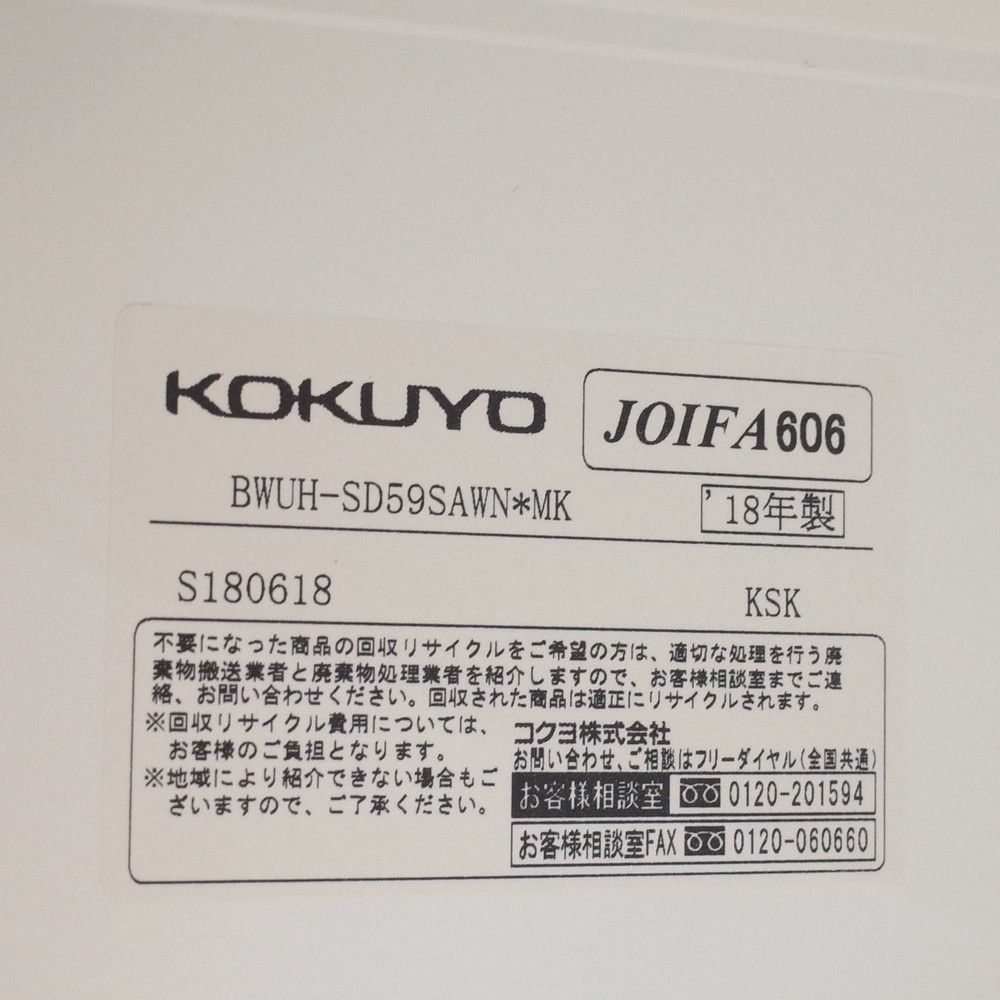 KOKUYO
JOIFA606
BWUH-SD59SAWN*MK
'18年製
S180618
KSK
不要になった商品の回収リサイクルをご希望の方は、適切な処理を行う廃
棄物搬送業者と廃棄物処理業者を紹介しますので、お客様相談室までご連
絡、お問い合わせください。回収された商品は適正にリサイクルされます。
※回収リサイクル費用については、
お客様のご負担となります。
※地域により紹介できない場合もご
ざいますので、ご了承ください。
コクヨ株式会社
お問い合わせ、ご相談はフリーダイヤル(全国共通)
お客様相談室 0120-201594
お客様相談室FAX 0120-060660